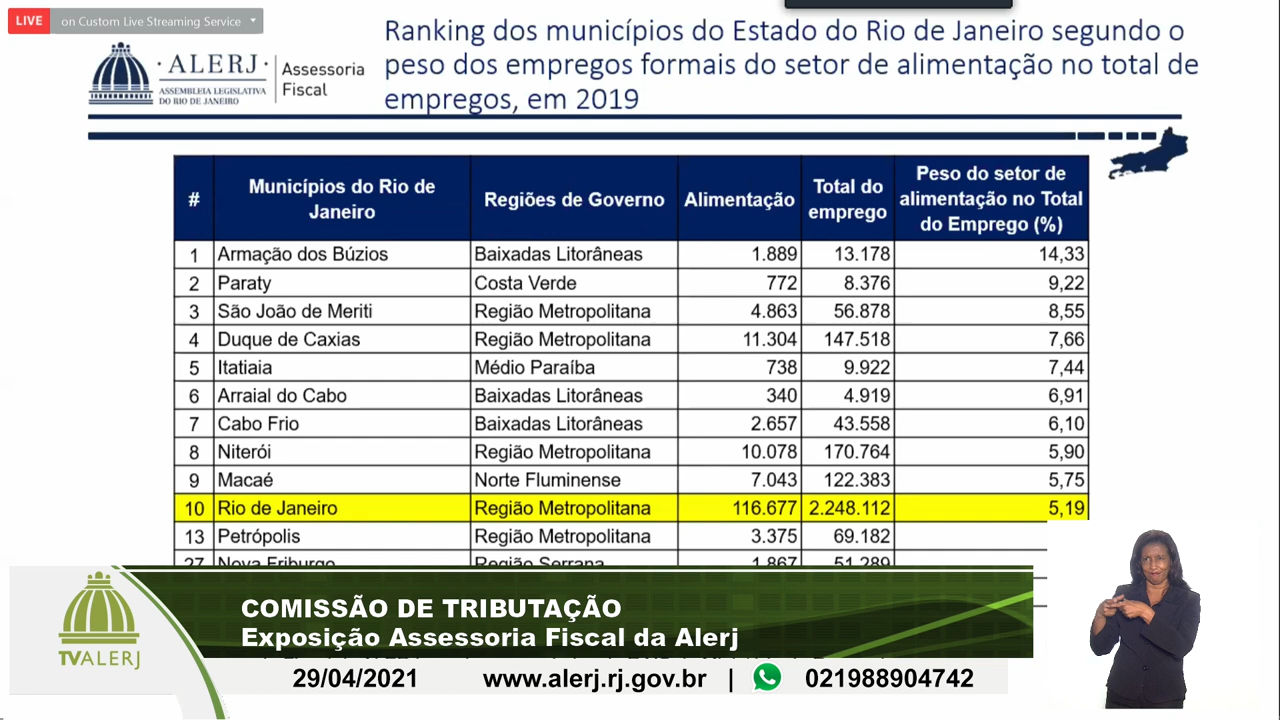 LIVE on Custom Live Streaming Service
Ranking dos municípios do Estado do Rio de Janeiro segundo o
peso dos empregos formais do setor de alimentação no total de
empregos, em 2019
· ALERJ ·
ASSEMBLEIA LEGISLATIVA
DO RIO DE JANEIRO
Assessoria
Fiscal
# Municípios do Rio de Janeiro Regiões de Governo Alimentação Total do emprego Peso do setor de alimentação no Total do Emprego (%)
1 Armação dos Búzios Baixadas Litorâneas 1.889 13.178 14,33
2 Paraty Costa Verde 772 8.376 9,22
3 São João de Meriti Região Metropolitana 4.863 56.878 8,55
4 Duque de Caxias Região Metropolitana 11.304 147.518 7,66
5 Itatiaia Médio Paraíba 738 9.922 7,44
6 Arraial do Cabo Baixadas Litorâneas 340 4.919 6,91
7 Cabo Frio Baixadas Litorâneas 2.657 43.558 6,10
8 Niterói Região Metropolitana 10.078 170.764 5,90
9 Macaé Norte Fluminense 7.043 122.383 5,75
10 Rio de Janeiro Região Metropolitana 116.677 2.248.112 5,19
13 Petrópolis Região Metropolitana 3.375 69.182
27 Nova Friburgo Região Serrana 1.867 51.289
COMISSÃO DE TRIBUTAÇÃO
Exposição Assessoria Fiscal da Alerj
TVALERJ
29/04/2021 www.alerj.rj.gov.br | 021988904742